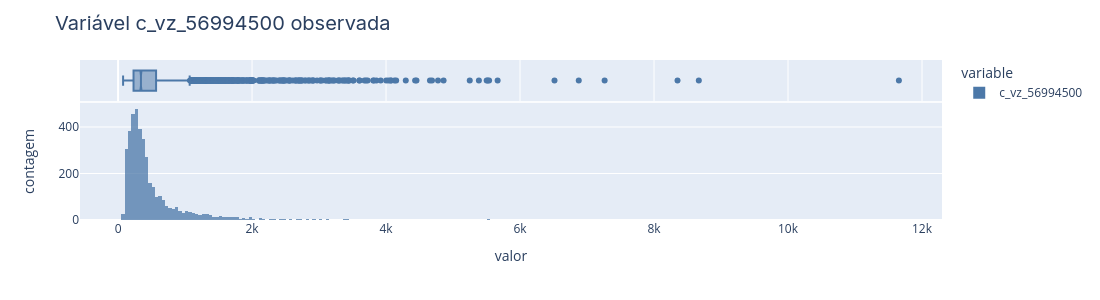 Variável c_vz_56994500 observada
variable
c_vz_56994500
contagem
400
200
0
0
2k
4k
6k
8k
10k
12k
valor